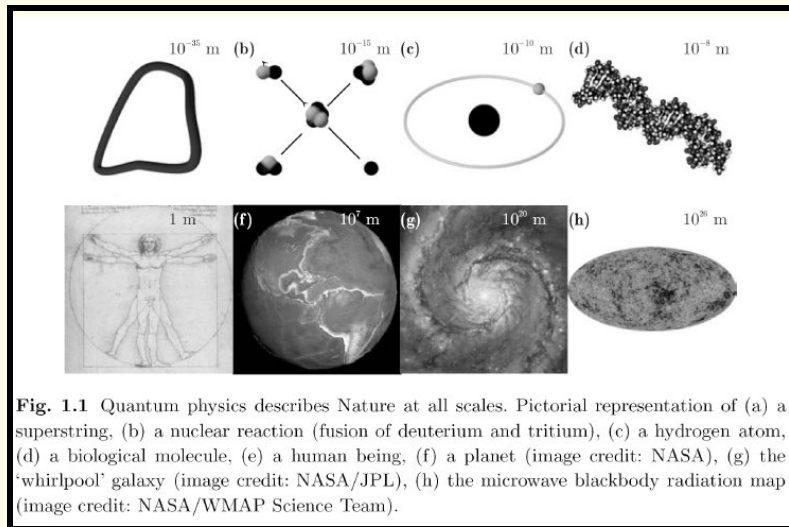 10⁻³⁵ m (b) 10⁻¹⁵ m (c) 10⁻¹⁰ m (d) 10⁻⁸ m
1 m (f) 10⁷ m (g) 10²⁰ m (h) 10²⁶ m
Fig. 1.1 Quantum physics describes Nature at all scales. Pictorial representation of (a) a
superstring, (b) a nuclear reaction (fusion of deuterium and tritium), (c) a hydrogen atom,
(d) a biological molecule, (e) a human being, (f) a planet (image credit: NASA), (g) the
‘whirlpool’ galaxy (image credit: NASA/JPL), (h) the microwave blackbody radiation map
(image credit: NASA/WMAP Science Team).